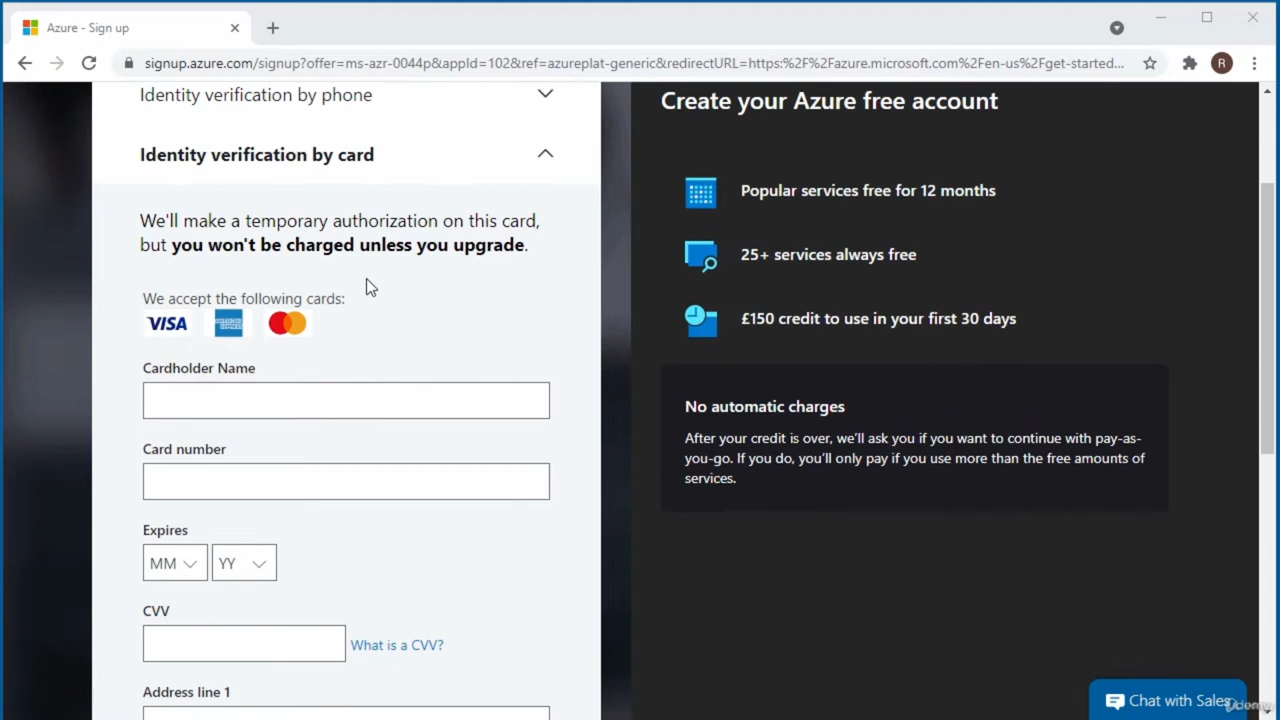 Azure - Sign up
signup.azure.com/signup?offer=ms-azr-0044p&appId=102&ref=azureplat-generic&redirectURL=https:%2F%2Fazure.microsoft.com%2Fen-us%2Fget-started...
R
Identity verification by phone
Identity verification by card
We'll make a temporary authorization on this card,
but you won't be charged unless you upgrade.
We accept the following cards:
VISA
AMERICAN EXPRESS
Cardholder Name
Card number
Expires
MM
YY
CVV
What is a CVV?
Address line 1
Create your Azure free account
Popular services free for 12 months
25+ services always free
£150 credit to use in your first 30 days
No automatic charges
After your credit is over, we'll ask you if you want to continue with pay-as-
you-go. If you do, you'll only pay if you use more than the free amounts of
services.
Chat with Sales
Udemy